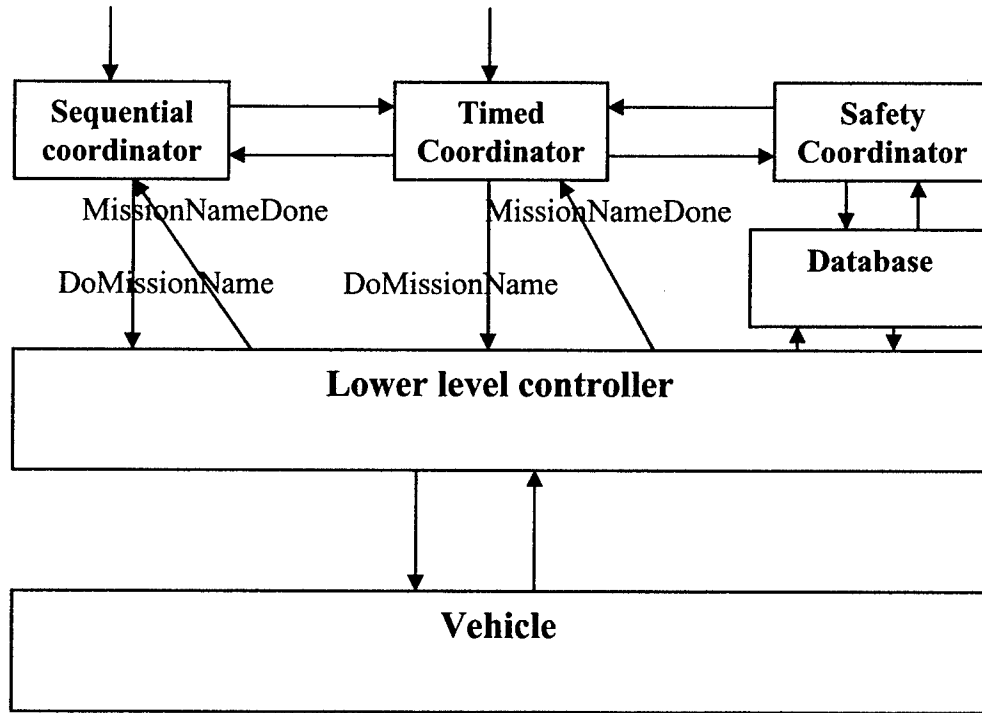 Sequential
coordinator
Timed
Coordinator
Safety
Coordinator
MissionNameDone
MissionNameDone
DoMissionName
DoMissionName
Database
Lower level controller
Vehicle